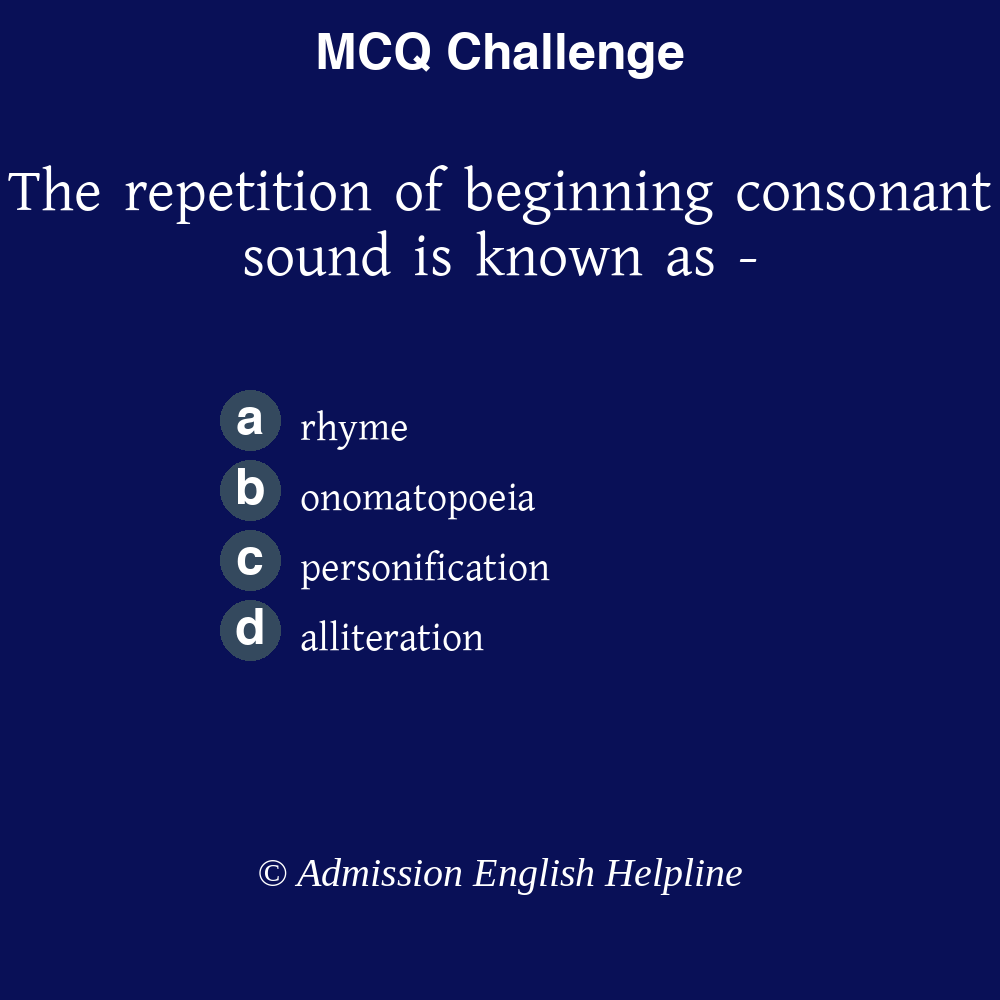 MCQ Challenge
The repetition of beginning consonant
sound is known as -
a rhyme
b onomatopoeia
c personification
d alliteration
© Admission English Helpline